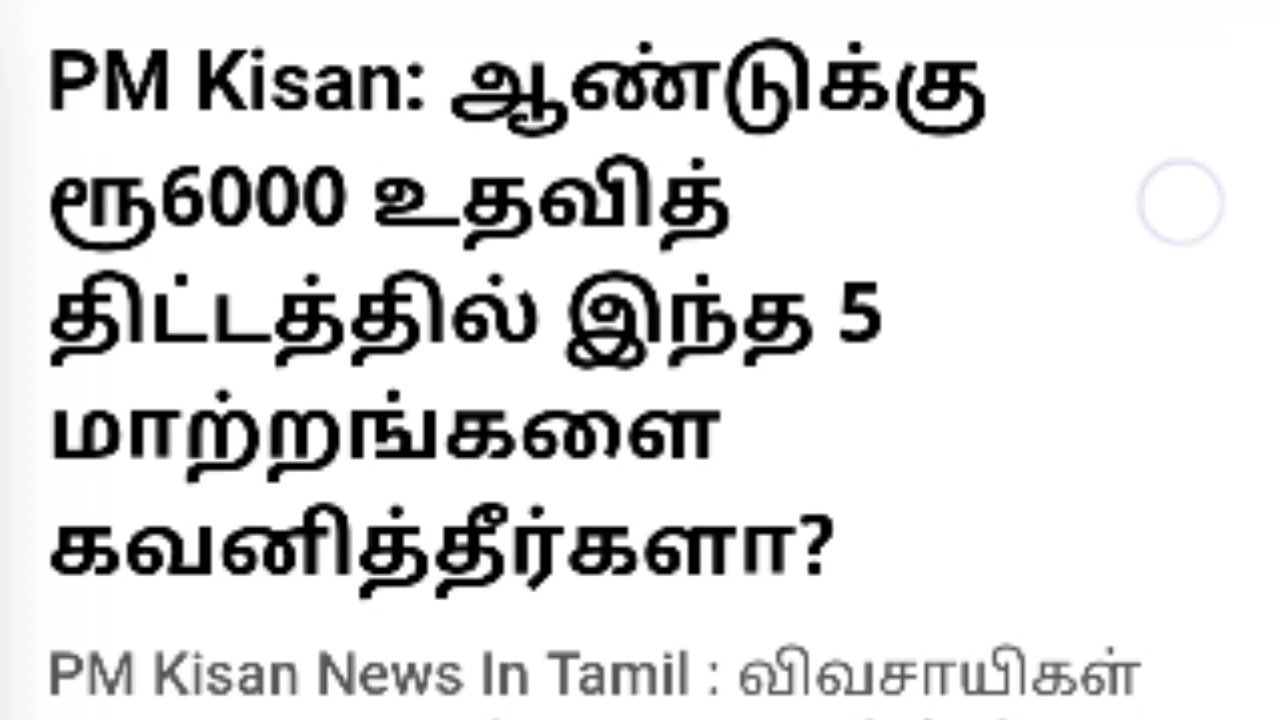 PM Kisan: ஆண்டுக்கு
ரூ6000 உதவித்
திட்டத்தில் இந்த 5
மாற்றங்களை
கவனித்தீர்களா?
PM Kisan News In Tamil : விவசாயிகள்